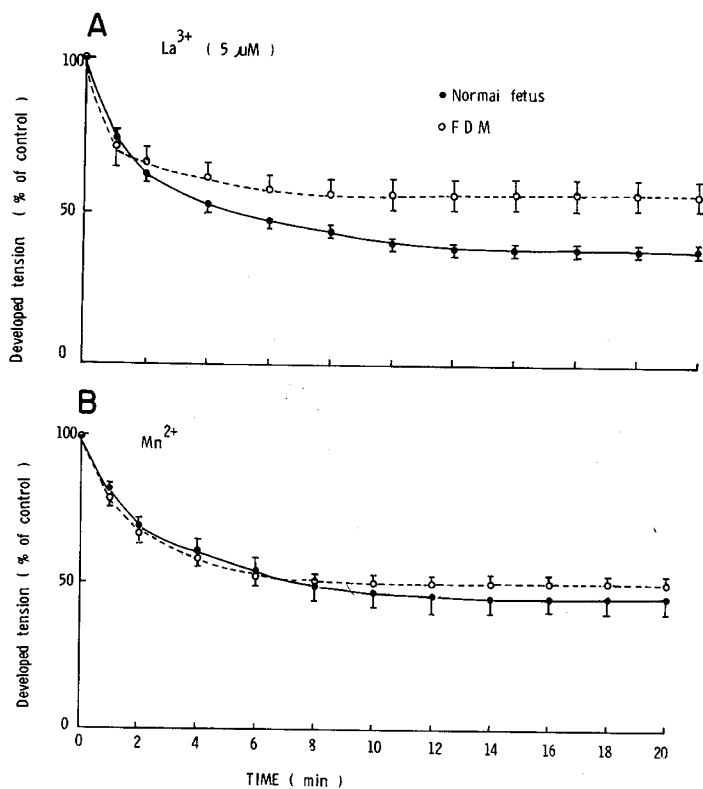 A
La3+ ( 5 µM )
100
50
0
Developed tension ( % of control )
Normai fetus
F D M
B
Mn2+
100
50
0
Developed tension ( % of control )
0 2 4 6 8 10 12 14 16 18 20
TIME ( min )